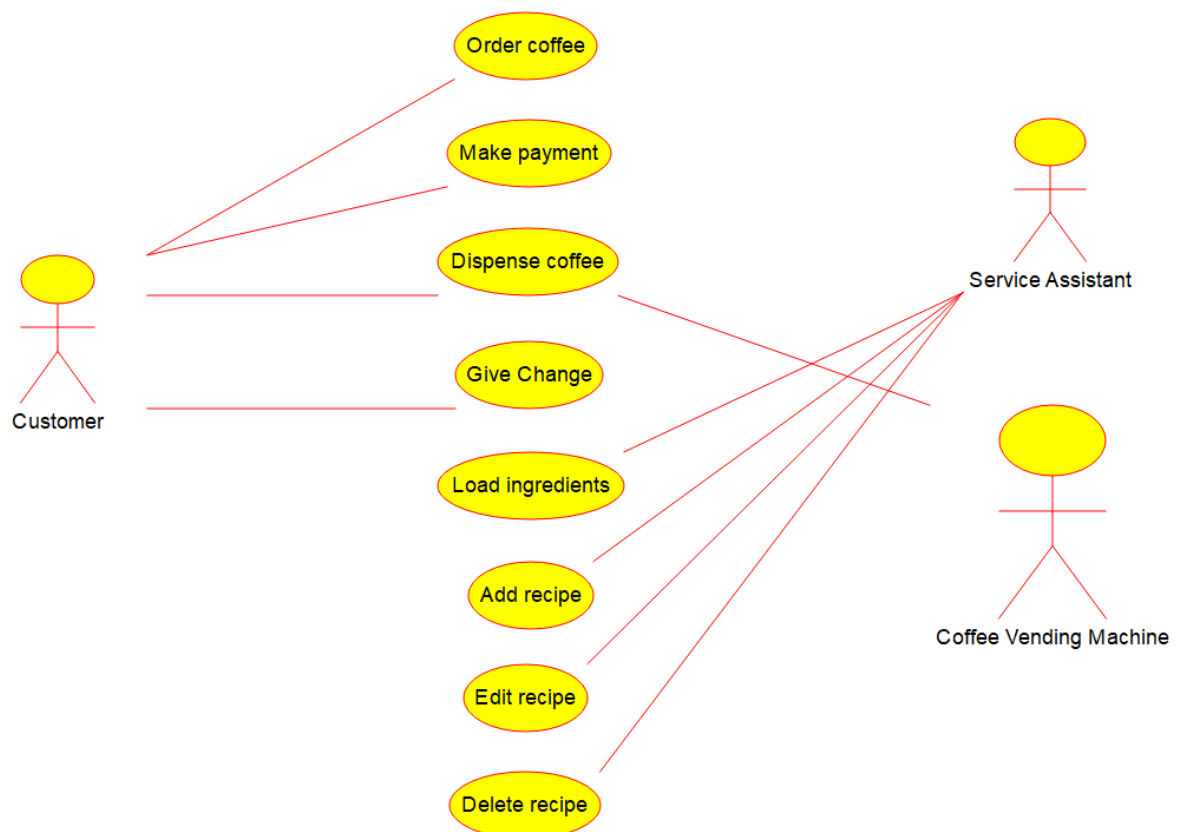 Order coffee
Make payment
Service Assistant
Dispense coffee
Give Change
Customer
Load ingredients
Add recipe
Coffee Vending Machine
Edit recipe
Delete recipe